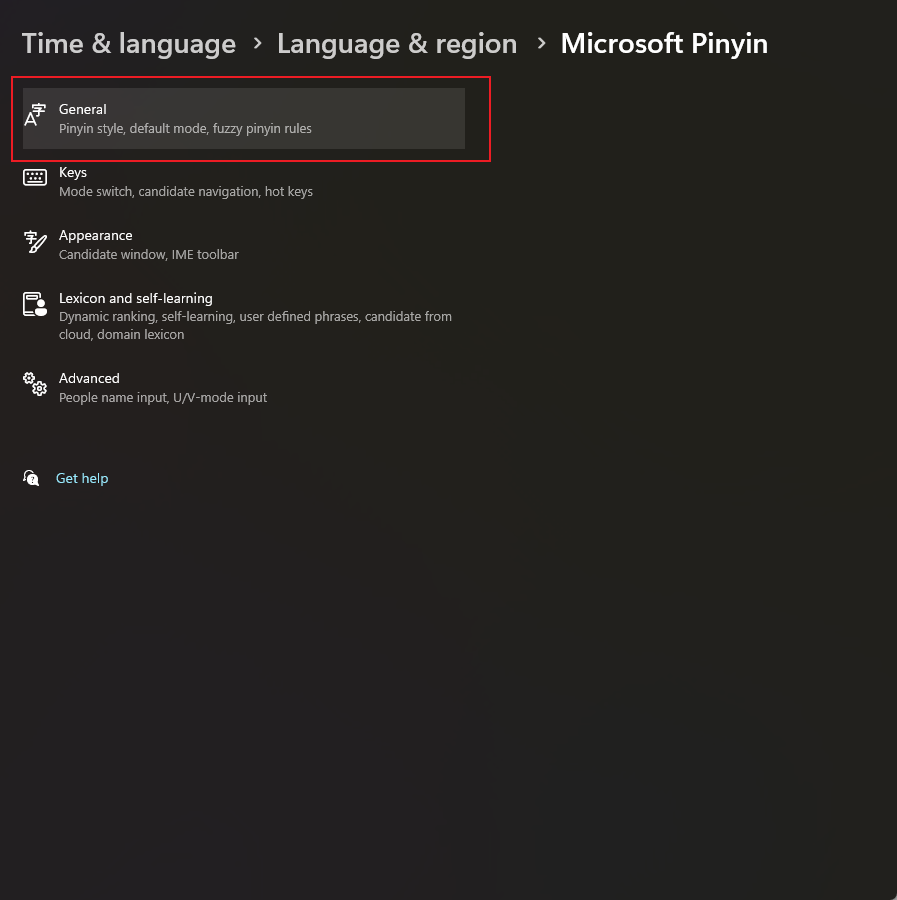 Time & language › Language & region › Microsoft Pinyin
General
Pinyin style, default mode, fuzzy pinyin rules
Keys
Mode switch, candidate navigation, hot keys
Appearance
Candidate window, IME toolbar
Lexicon and self-learning
Dynamic ranking, self-learning, user defined phrases, candidate from
cloud, domain lexicon
Advanced
People name input, U/V-mode input
Get help